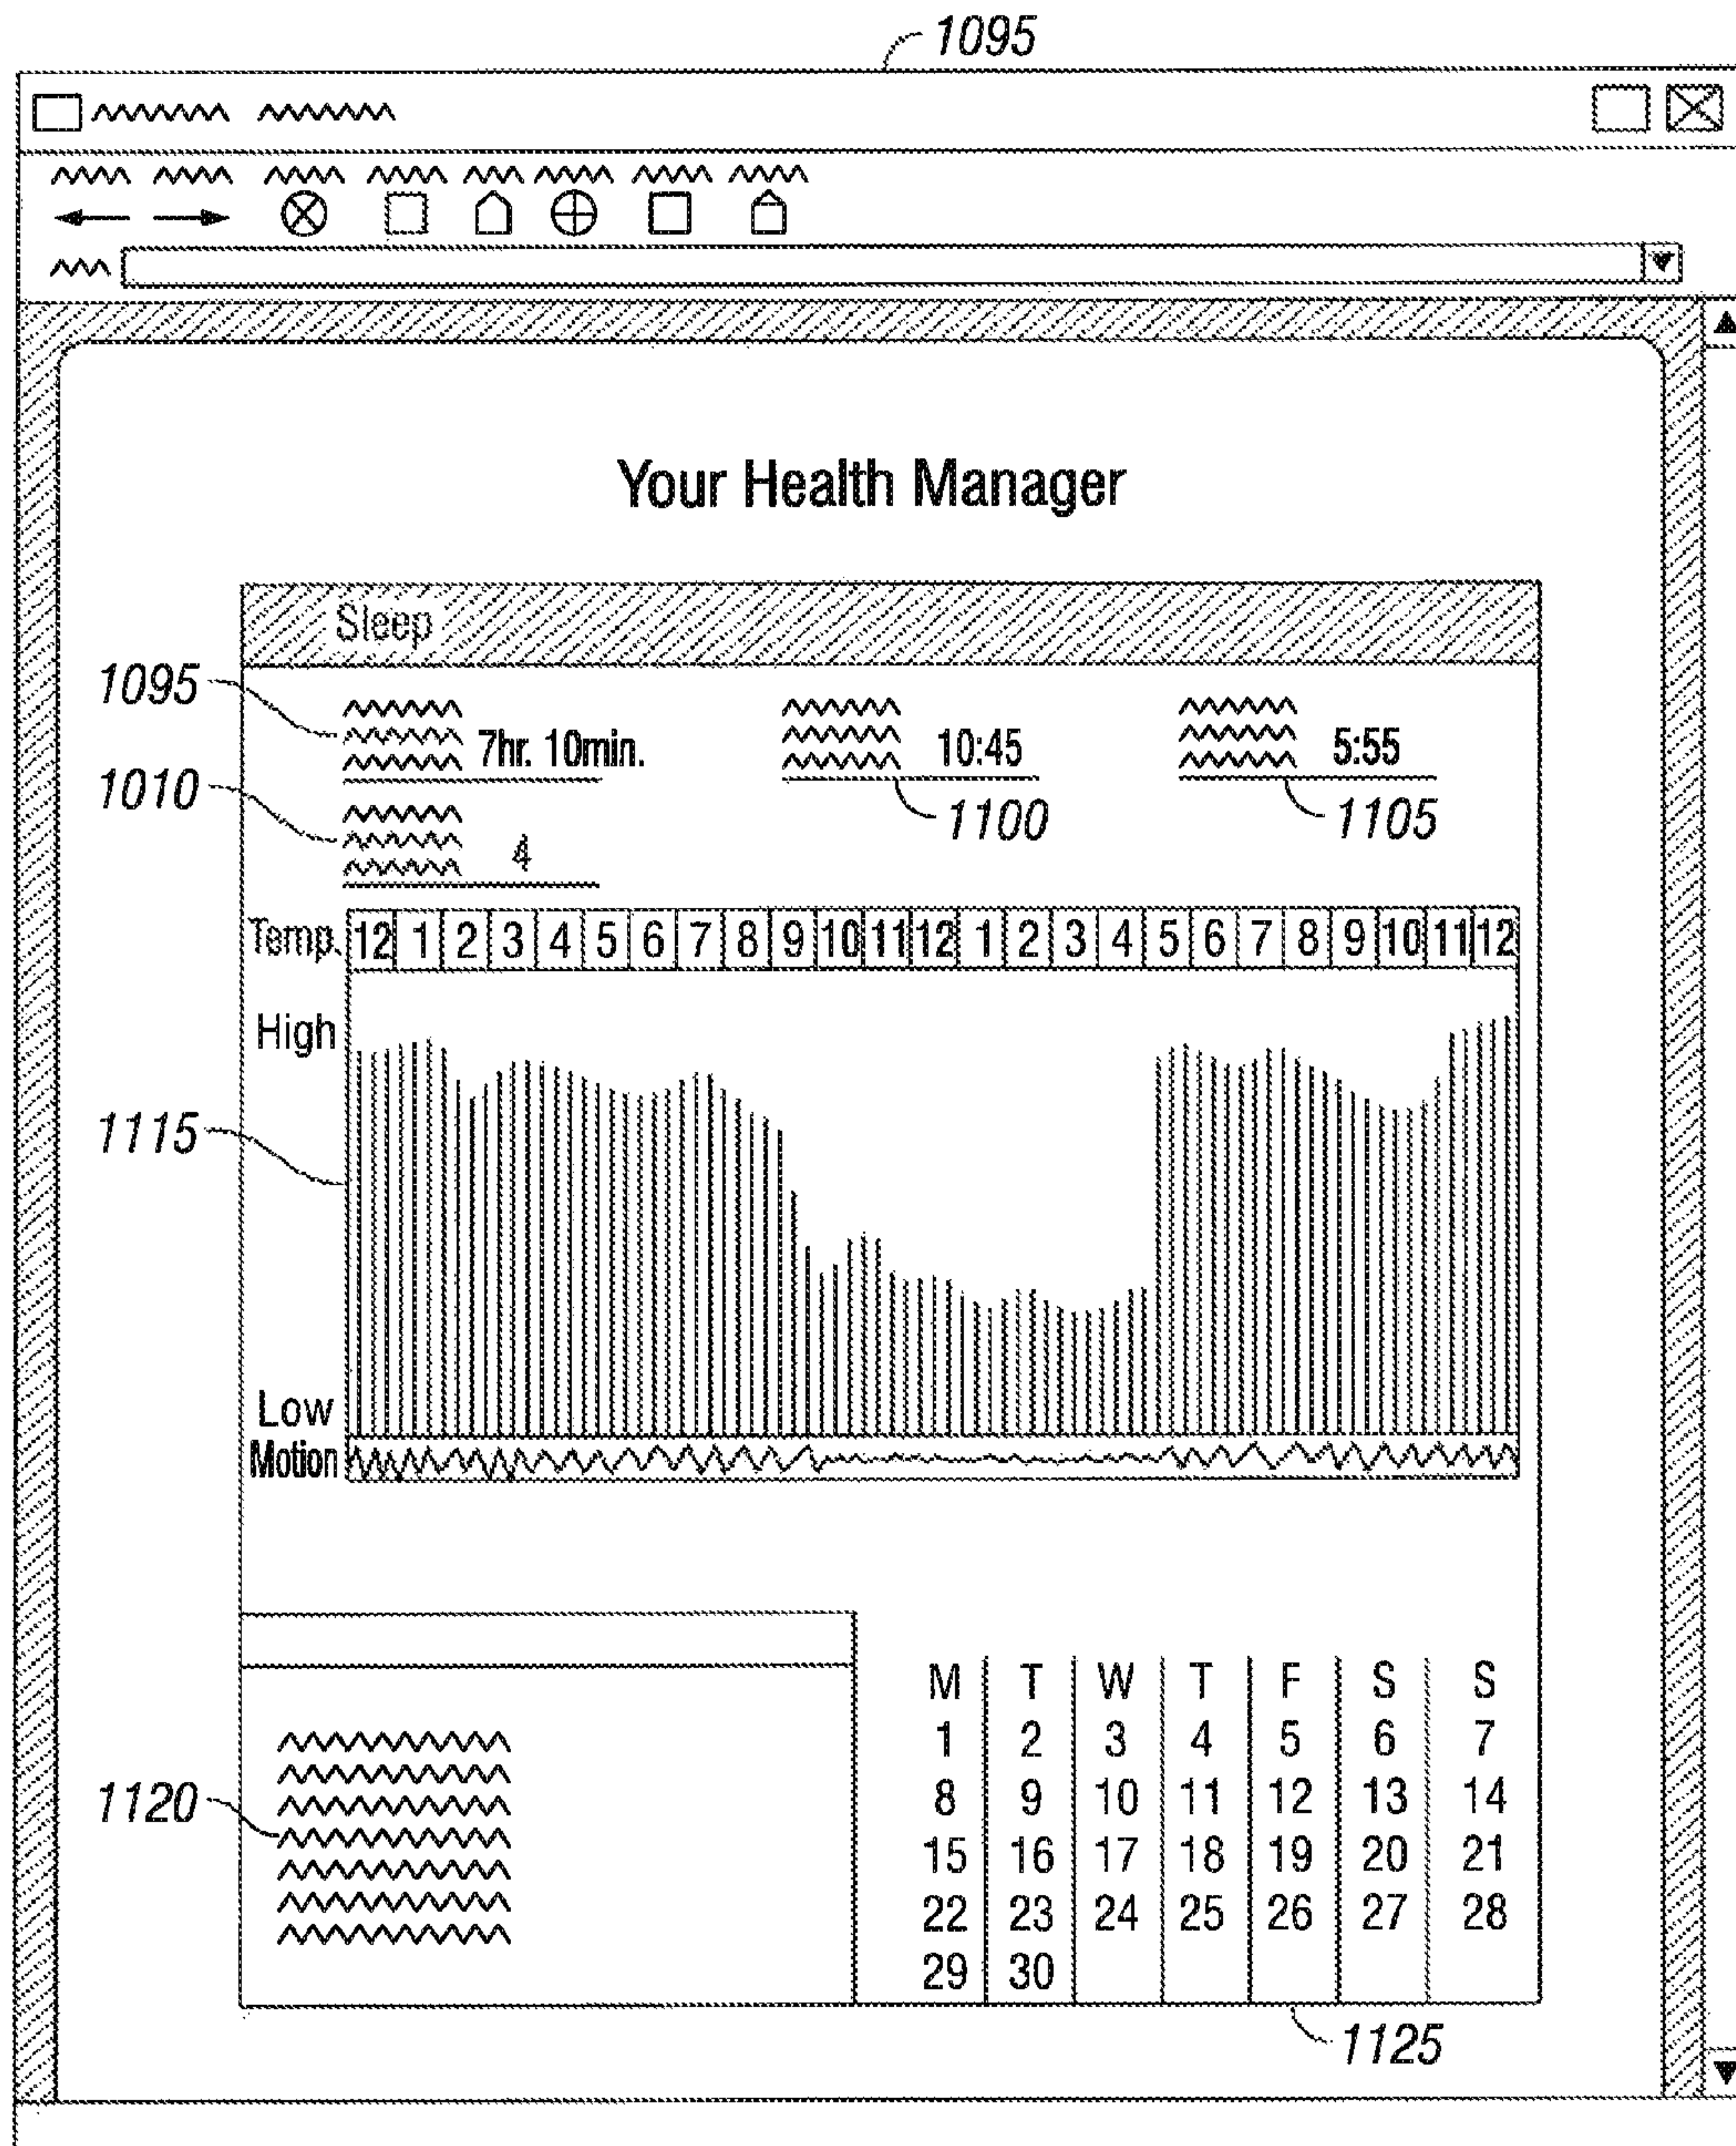 1095
Your Health Manager
Sleep
1095 7hr. 10min. 10:45 5:55
1010 4 1100 1105
Temp. 12 1 2 3 4 5 6 7 8 9 10 11 12 1 2 3 4 5 6 7 8 9 10 11 12
High
1115
Low
Motion
M T W T F S S
1 2 3 4 5 6 7
8 9 10 11 12 13 14
1120
15 16 17 18 19 20 21
22 23 24 25 26 27 28
29 30
1125